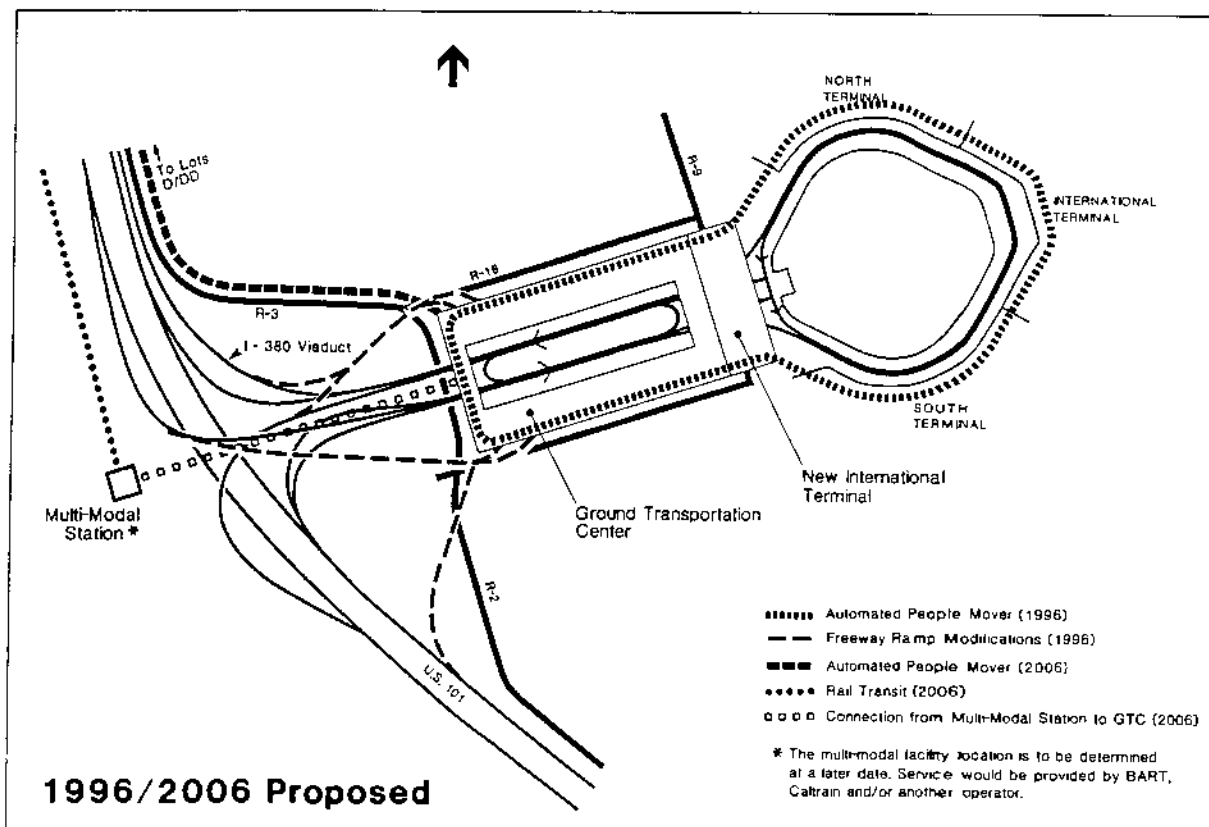 NORTH
TERMINAL
To Lots
D/DD
R-9
INTERNATIONAL
TERMINAL
R-18
R-3
I-380 Viaduct
SOUTH
TERMINAL
New International
Terminal
Multi-Modal
Station *
Ground Transportation
Center
R-2
U.S. 101
Automated People Mover (1996)
Freeway Ramp Modifications (1996)
Automated People Mover (2006)
Rail Transit (2006)
Connection from Multi-Modal Station to GTC (2006)
* The multi-modal facility location is to be determined
at a later date. Service would be provided by BART,
Caltrain and/or another operator.
1996/2006 Proposed